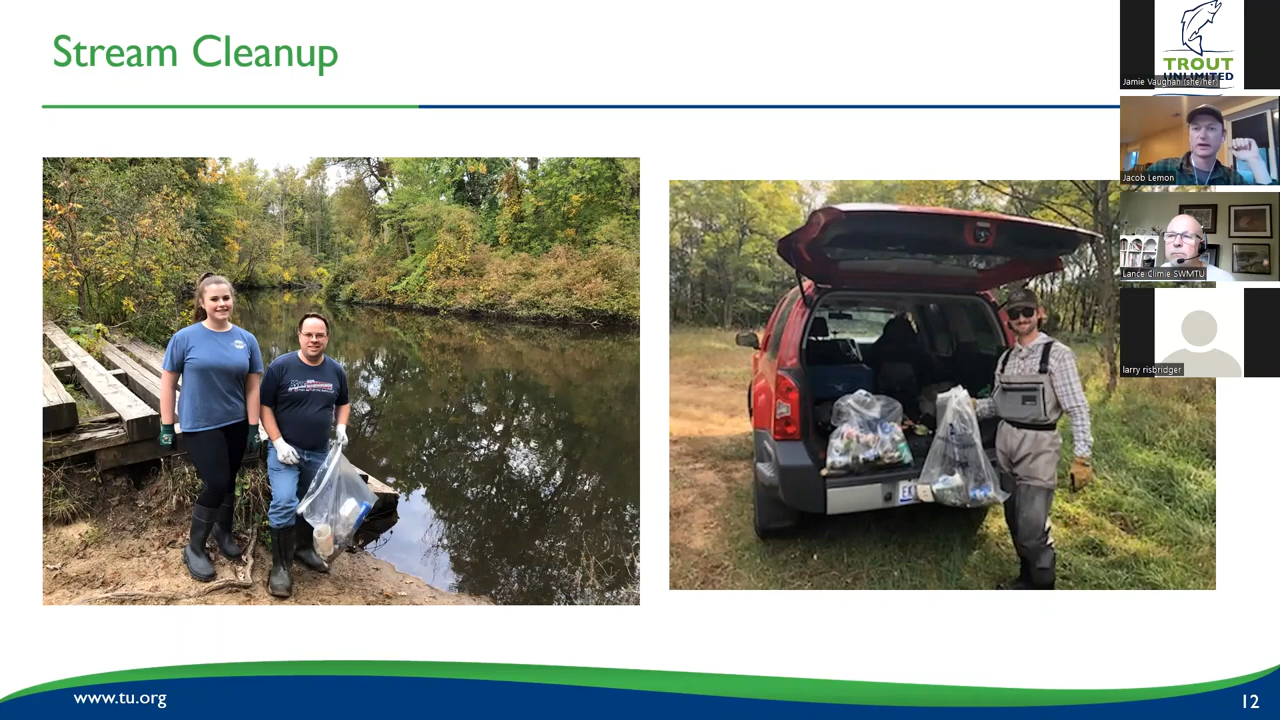 Stream Cleanup
TROUT
UNLIMITED
Jamie Vaughan (she/her)
Jacob Lemon
Lance Climie SWMTU
larry risbridger
www.tu.org
12